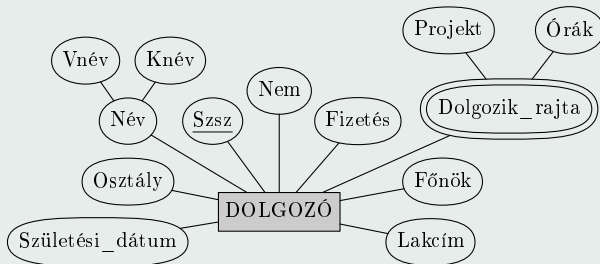 Projekt
Órák
Vnév
Knév
Nem
Dolgozik_rajta
Név
Szsz
Fizetés
Osztály
Főnök
DOLGOZÓ
Születési_dátum
Lakcím